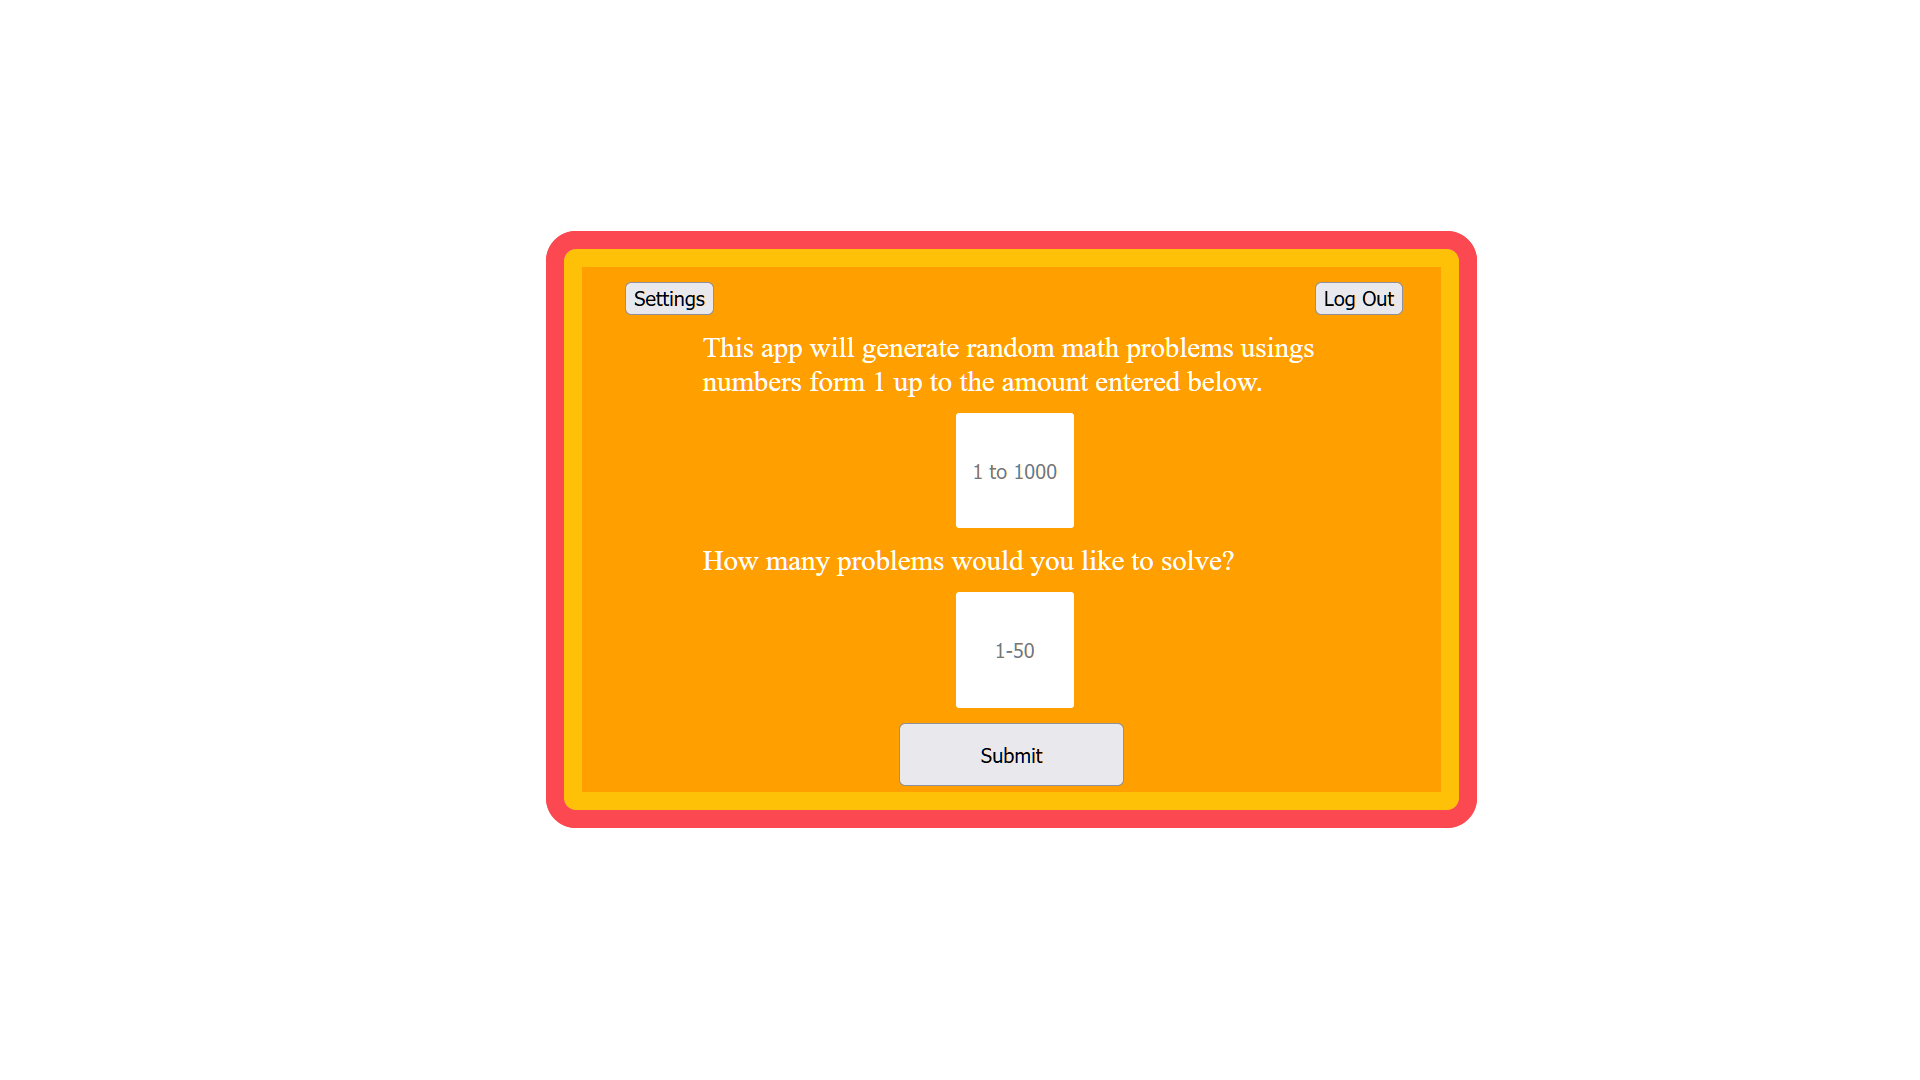 Settings
Log Out
This app will generate random math problems usings
numbers form 1 up to the amount entered below.
1 to 1000
How many problems would you like to solve?
1-50
Submit